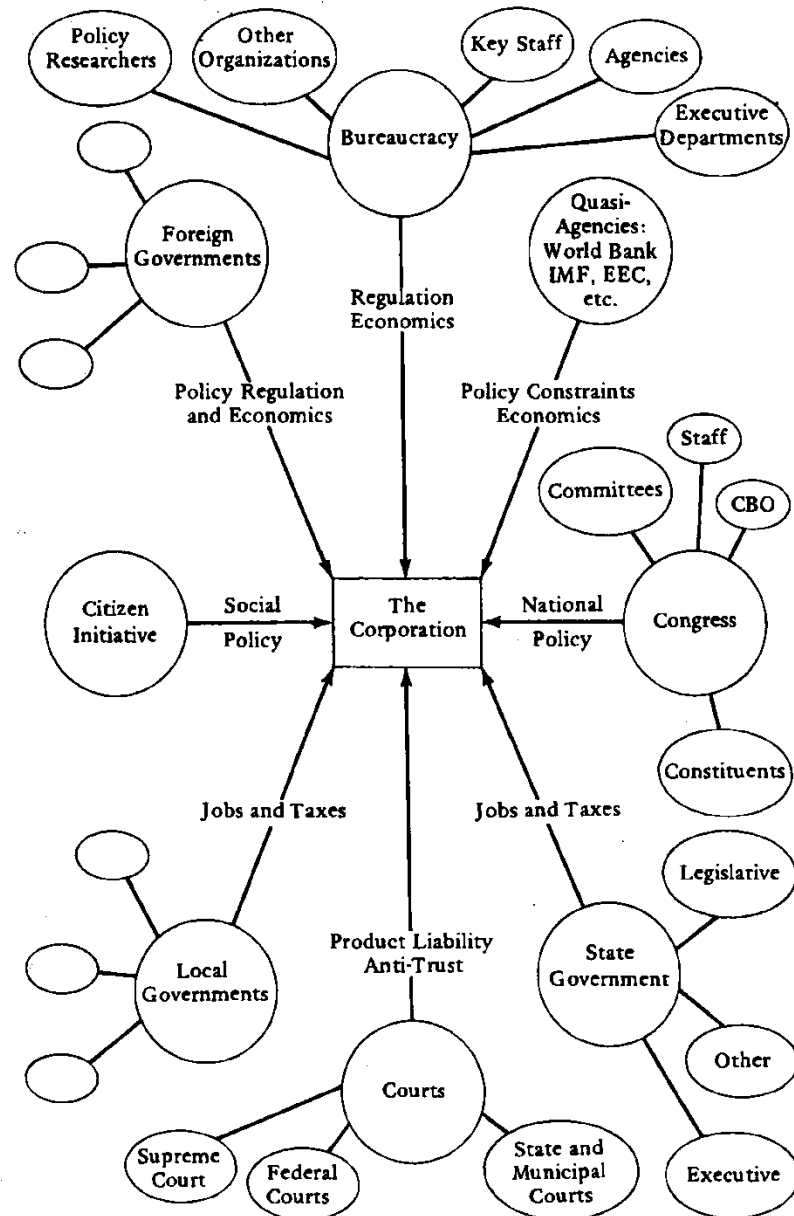 Policy
Researchers
Other
Organizations
Key Staff
Agencies
Executive
Departments
Bureaucracy
Foreign
Governments
Quasi-
Agencies:
World Bank
IMF, EEC,
etc.
Regulation
Economics
Policy Regulation
and Economics
Policy Constraints
Economics
Staff
Committees
CBO
Citizen
Initiative
Social
Policy
The
Corporation
National
Policy
Congress
Constituents
Jobs and Taxes
Jobs and Taxes
Legislative
Local
Governments
Product Liability
Anti-Trust
State
Government
Other
Courts
Supreme
Court
Federal
Courts
State and
Municipal
Courts
Executive